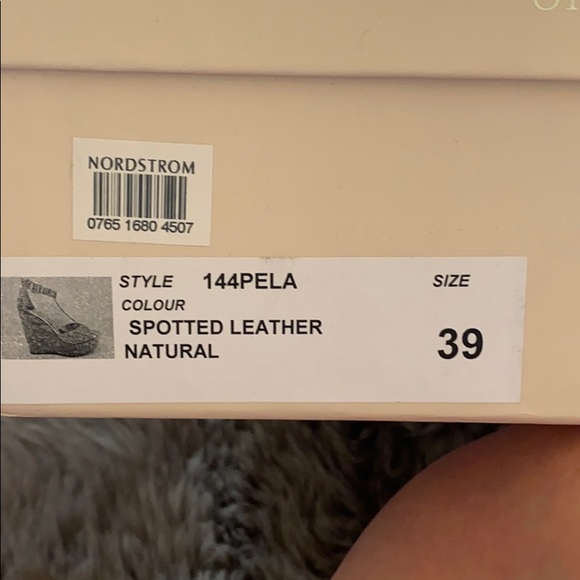 NORDSTROM
0765 1680 4507
STYLE 144PELA SIZE
COLOUR
SPOTTED LEATHER
NATURAL
39